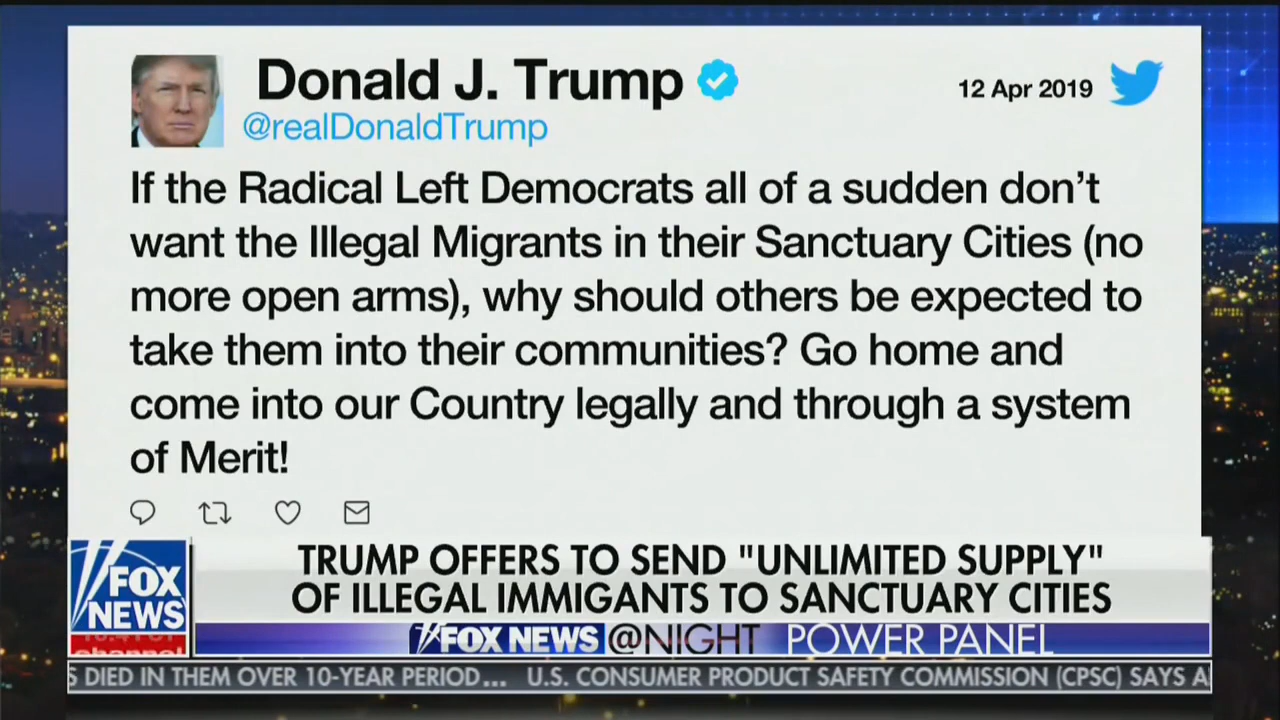 Donald J. Trump
@realDonaldTrump
12 Apr 2019
If the Radical Left Democrats all of a sudden don’t
want the Illegal Migrants in their Sanctuary Cities (no
more open arms), why should others be expected to
take them into their communities? Go home and
come into our Country legally and through a system
of Merit!
TRUMP OFFERS TO SEND "UNLIMITED SUPPLY"
OF ILLEGAL IMMIGANTS TO SANCTUARY CITIES
FOX
NEWS
channel
FOX NEWS @NIGHT POWER PANEL
S DIED IN THEM OVER 10-YEAR PERIOD... U.S. CONSUMER PRODUCT SAFETY COMMISSION (CPSC) SAYS A